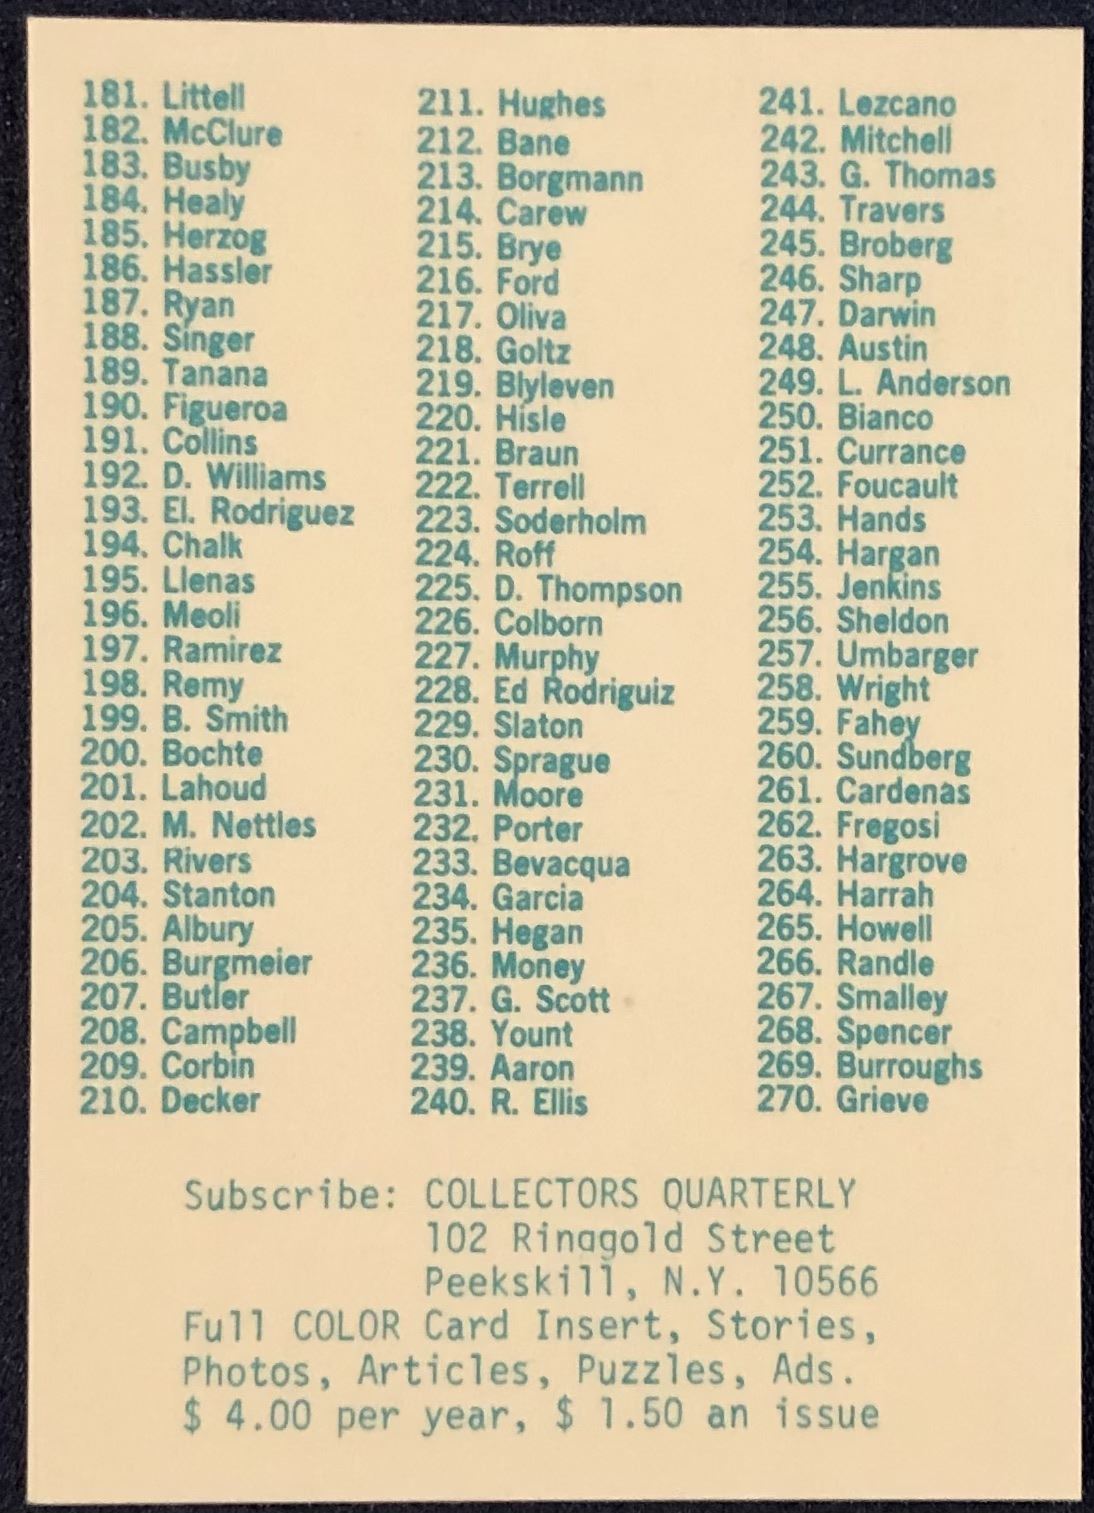 181. Littell
182. McClure
183. Busby
184. Healy
185. Herzog
186. Hassler
187. Ryan
188. Singer
189. Tanana
190. Figueroa
191. Collins
192. D. Williams
193. El. Rodriguez
194. Chalk
195. Llenas
196. Meoli
197. Ramirez
198. Remy
199. B. Smith
200. Bochte
201. Lahoud
202. M. Nettles
203. Rivers
204. Stanton
205. Albury
206. Burgmeier
207. Butler
208. Campbell
209. Corbin
210. Decker
211. Hughes
212. Bane
213. Borgmann
214. Carew
215. Brye
216. Ford
217. Oliva
218. Goltz
219. Blyleven
220. Hisle
221. Braun
222. Terrell
223. Soderholm
224. Roff
225. D. Thompson
226. Colborn
227. Murphy
228. Ed Rodriguiz
229. Slaton
230. Sprague
231. Moore
232. Porter
233. Bevacqua
234. Garcia
235. Hegan
236. Money
237. G. Scott
238. Yount
239. Aaron
240. R. Ellis
241. Lezcano
242. Mitchell
243. G. Thomas
244. Travers
245. Broberg
246. Sharp
247. Darwin
248. Austin
249. L. Anderson
250. Bianco
251. Currance
252. Foucault
253. Hands
254. Hargan
255. Jenkins
256. Sheldon
257. Umbarger
258. Wright
259. Fahey
260. Sundberg
261. Cardenas
262. Fregosi
263. Hargrove
264. Harrah
265. Howell
266. Randle
267. Smalley
268. Spencer
269. Burroughs
270. Grieve
Subscribe: COLLECTORS QUARTERLY
102 Ringgold Street
Peekskill, N.Y. 10566
Full COLOR Card Insert, Stories,
Photos, Articles, Puzzles, Ads.
$ 4.00 per year, $ 1.50 an issue